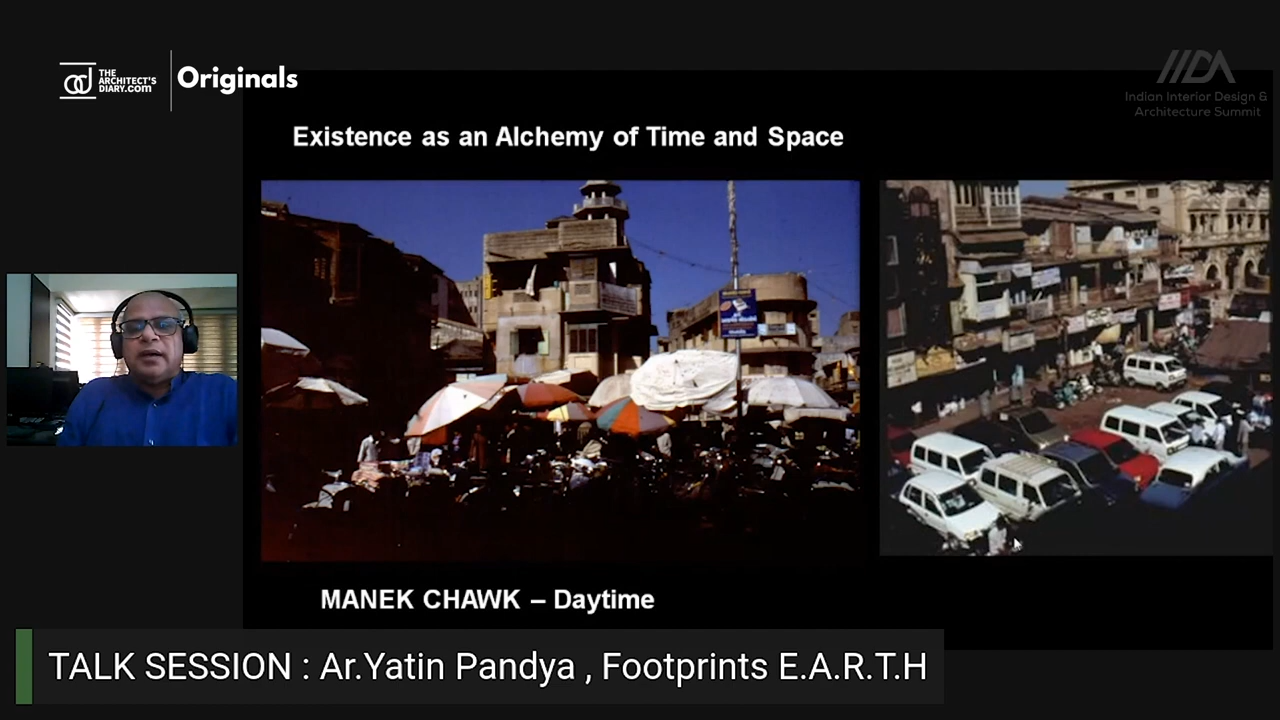 THE
ARCHITECT'S
DIARY.com
Originals
IIDA
Indian Interior Design &
Architecture Summit
Existence as an Alchemy of Time and Space
MANEK CHAWK – Daytime
TALK SESSION : Ar.Yatin Pandya , Footprints E.A.R.T.H